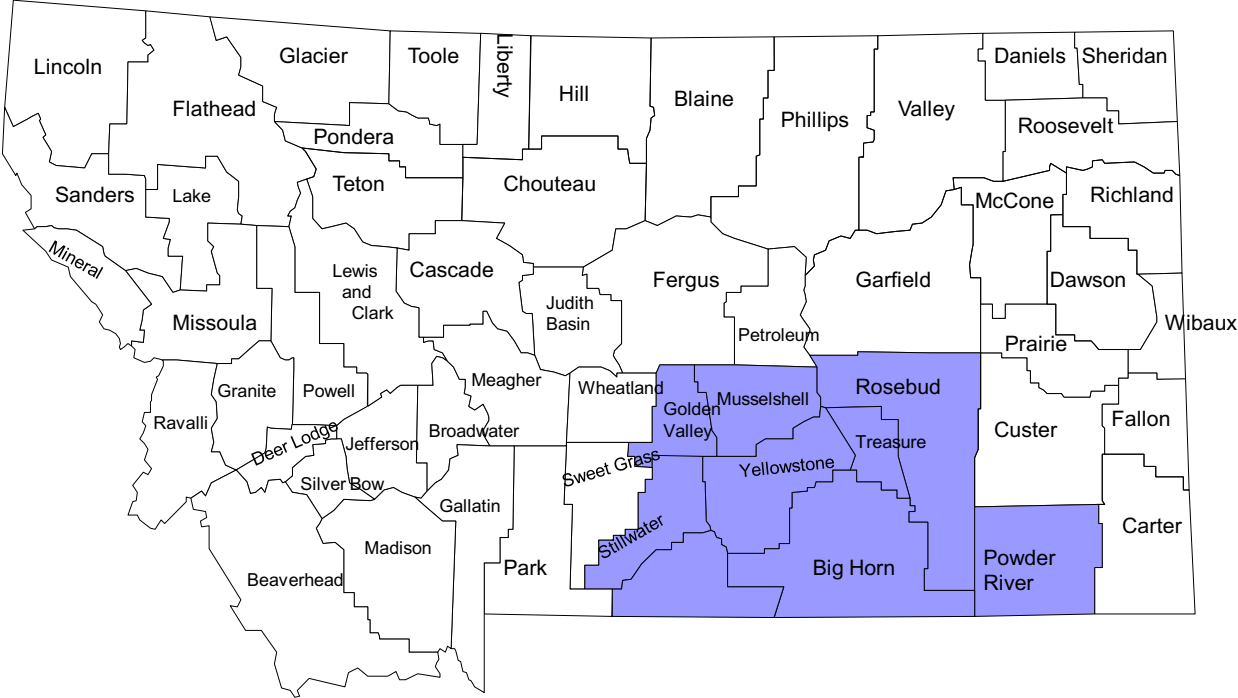 Lincoln
Flathead
Glacier
Toole
Liberty
Hill
Blaine
Phillips
Valley
Daniels
Sheridan
Roosevelt
Pondera
Teton
Chouteau
Sanders
Lake
McCone
Richland
Mineral
Missoula
Lewis
and
Clark
Cascade
Judith
Basin
Fergus
Petroleum
Garfield
Dawson
Prairie
Wibaux
Ravalli
Granite
Powell
Deer Lodge
Silver Bow
Jefferson
Broadwater
Meagher
Wheatland
Golden
Valley
Musselshell
Rosebud
Treasure
Custer
Fallon
Sweet Grass
Yellowstone
Stillwater
Gallatin
Madison
Beaverhead
Park
Big Horn
Powder
River
Carter